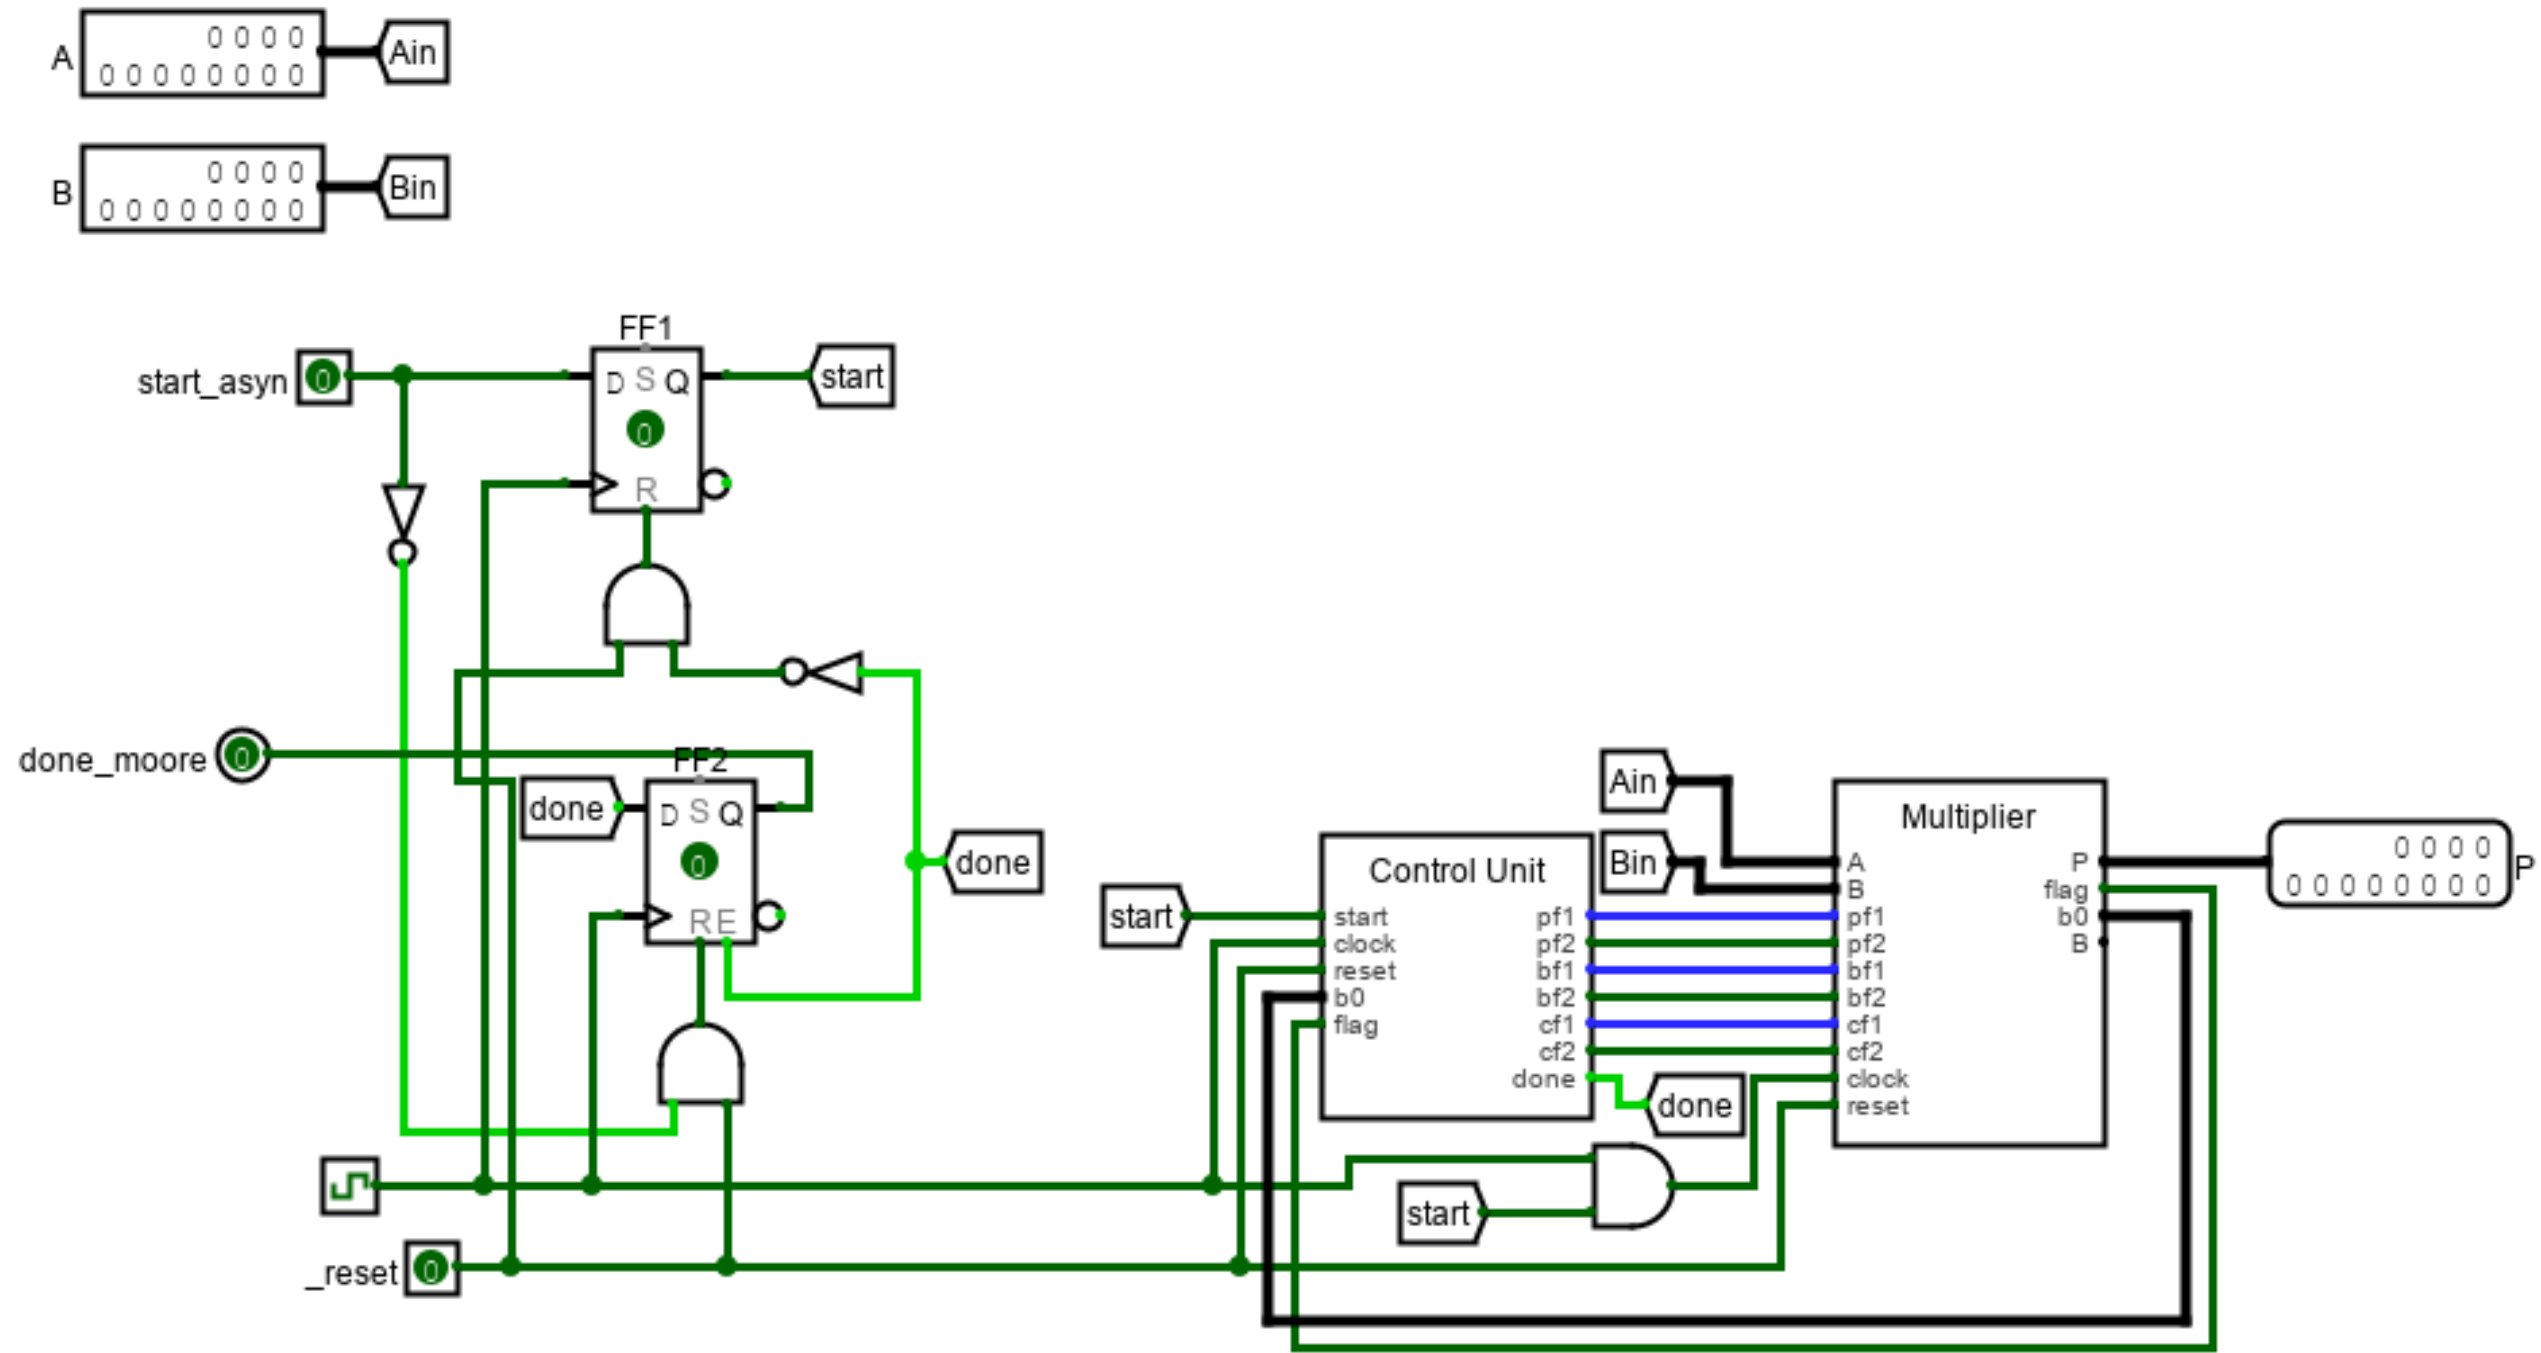 A
0 0 0 0
0 0 0 0 0 0 0 0
Ain
B
0 0 0 0
0 0 0 0 0 0 0 0
Bin
FF1
start_asyn
0
D S Q
0
R
start
done_moore
0
FF2
done
D S Q
0
R E
done
_reset
0
start
Control Unit
start
clock
reset
b0
flag
pf1
pf2
bf1
bf2
cf1
cf2
done
done
start
Ain
Bin
Multiplier
A
B
pf1
pf2
bf1
bf2
cf1
cf2
clock
reset
P
flag
b0
B
0 0 0 0
0 0 0 0 0 0 0 0
P